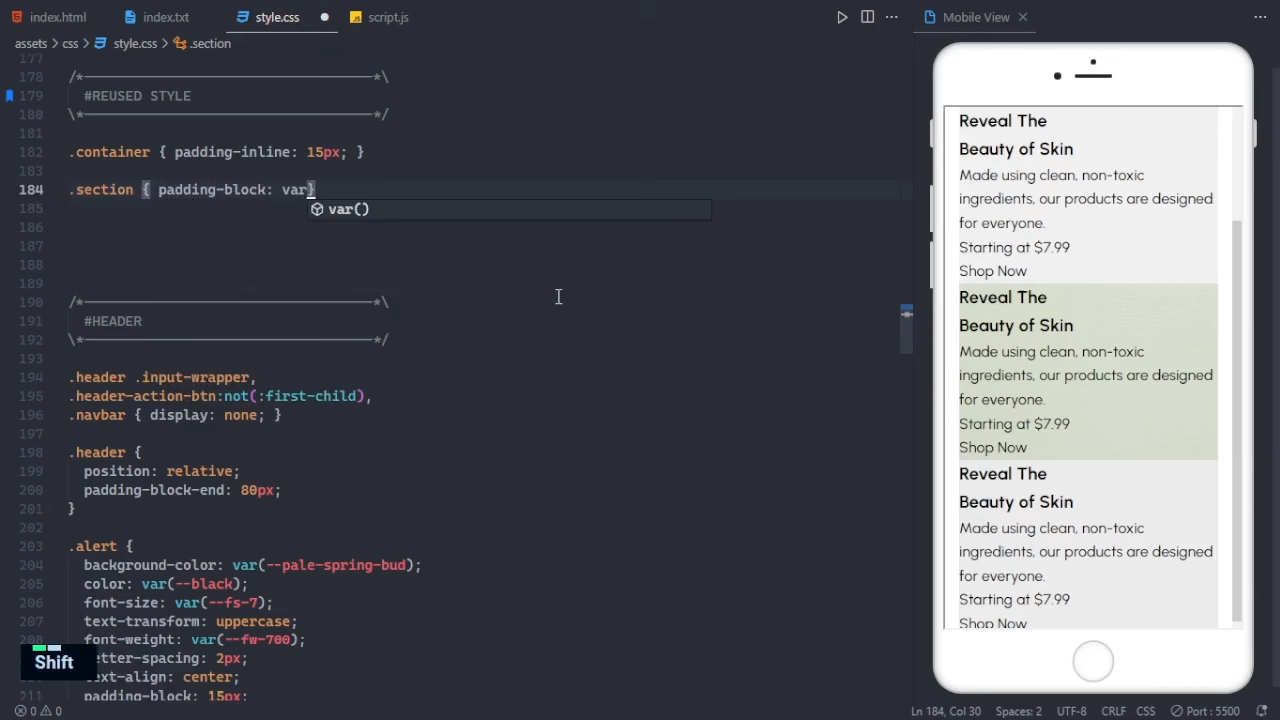 index.html
index.txt
style.css
script.js
Mobile View
assets > css > style.css > .section
177
178 /*——————————————————————————————*\
179 #REUSED STYLE
180 \*——————————————————————————————*/
181
182 .container { padding-inline: 15px; }
183
184 .section { padding-block: var}
185
var()
186
187
188
189
190 /*——————————————————————————————*\
191 #HEADER
192 \*——————————————————————————————*/
193
194 .header .input-wrapper,
195 .header-action-btn:not(:first-child),
196 .navbar { display: none; }
197
198 .header {
199 position: relative;
200 padding-block-end: 80px;
201 }
202
203 .alert {
204 background-color: var(--pale-spring-bud);
205 color: var(--black);
206 font-size: var(--fs-7);
207 text-transform: uppercase;
208 font-weight: var(--fw-700);
etter-spacing: 2px;
ext-align: center;
211 padding-block: 15px;
Shift
Reveal The
Beauty of Skin
Made using clean, non-toxic
ingredients, our products are designed
for everyone.
Starting at $7.99
Shop Now
Reveal The
Beauty of Skin
Made using clean, non-toxic
ingredients, our products are designed
for everyone.
Starting at $7.99
Shop Now
Reveal The
Beauty of Skin
Made using clean, non-toxic
ingredients, our products are designed
for everyone.
Starting at $7.99
Shop Now
0 0
Ln 184, Col 30 Spaces: 2 UTF-8 CRLF CSS Port : 5500